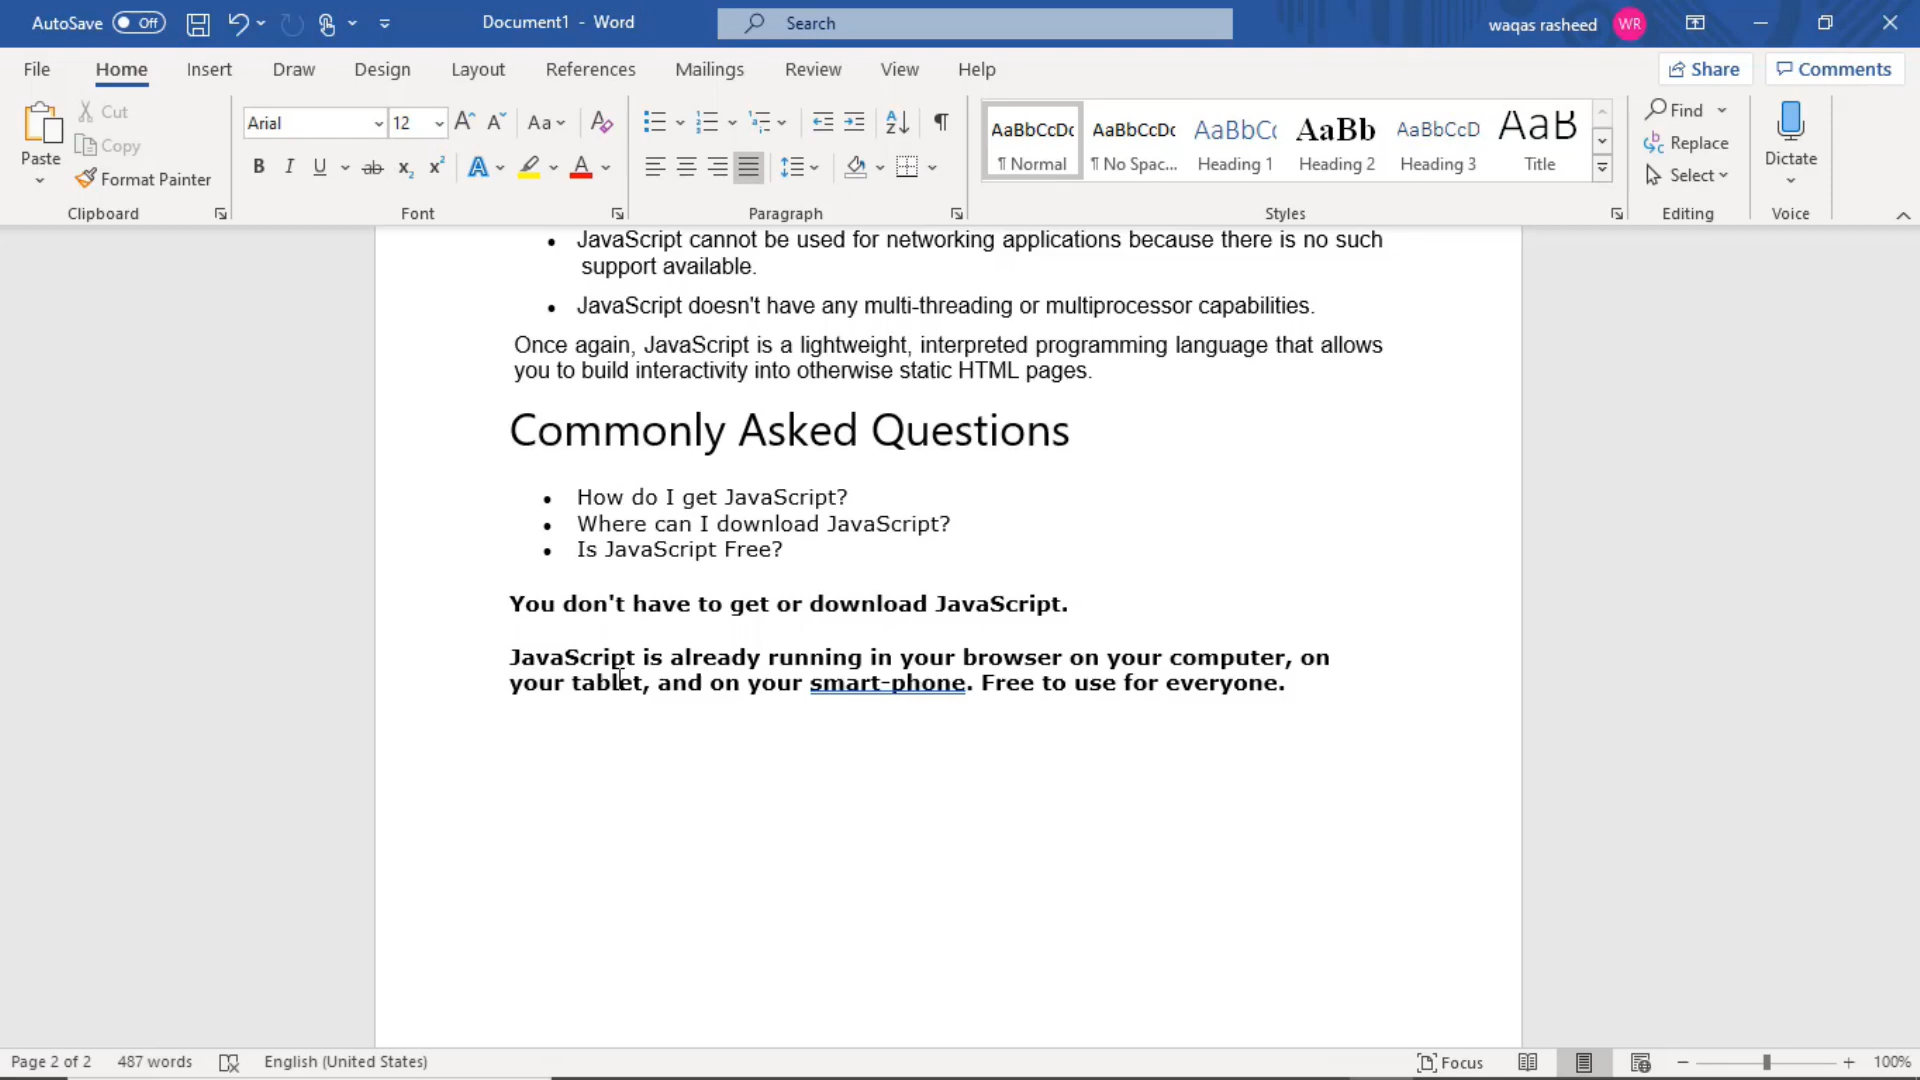 AutoSave Off Document1 - Word Search waqas rasheed WR
File Home Insert Draw Design Layout References Mailings Review View Help Share Comments
Paste Cut Copy Format Painter Clipboard
Arial 12 Aa B I U ab x₂ x² A A Font
Paragraph
AaBbCcDc ¶ Normal
AaBbCcDc ¶ No Spac...
AaBbCc Heading 1
AaBb Heading 2
AaBbCcD Heading 3
AaB Title
Styles
Find Replace Select Editing
Dictate Voice
• JavaScript cannot be used for networking applications because there is no such
support available.
• JavaScript doesn't have any multi-threading or multiprocessor capabilities.
Once again, JavaScript is a lightweight, interpreted programming language that allows
you to build interactivity into otherwise static HTML pages.
Commonly Asked Questions
• How do I get JavaScript?
• Where can I download JavaScript?
• Is JavaScript Free?
You don't have to get or download JavaScript.
JavaScript is already running in your browser on your computer, on
your tablet, and on your smart-phone. Free to use for everyone.
Page 2 of 2 487 words English (United States) Focus 100%